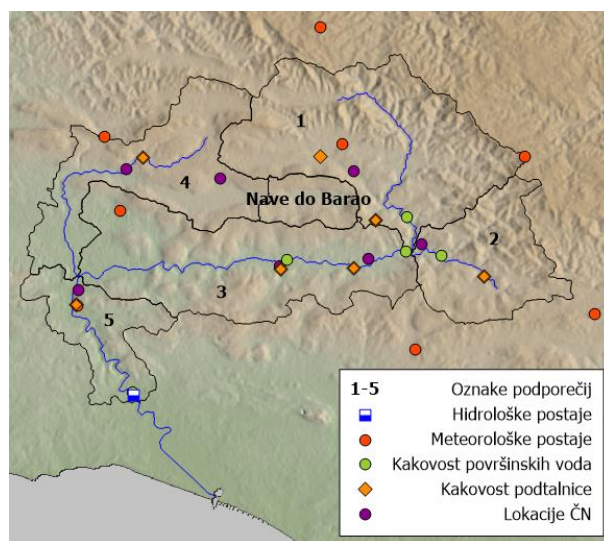 1
4
Nave do Barao
2
3
5
1-5 Oznake podporečij
Hidrološke postaje
Meteorološke postaje
Kakovost površinskih voda
Kakovost podtalnice
Lokacije ČN